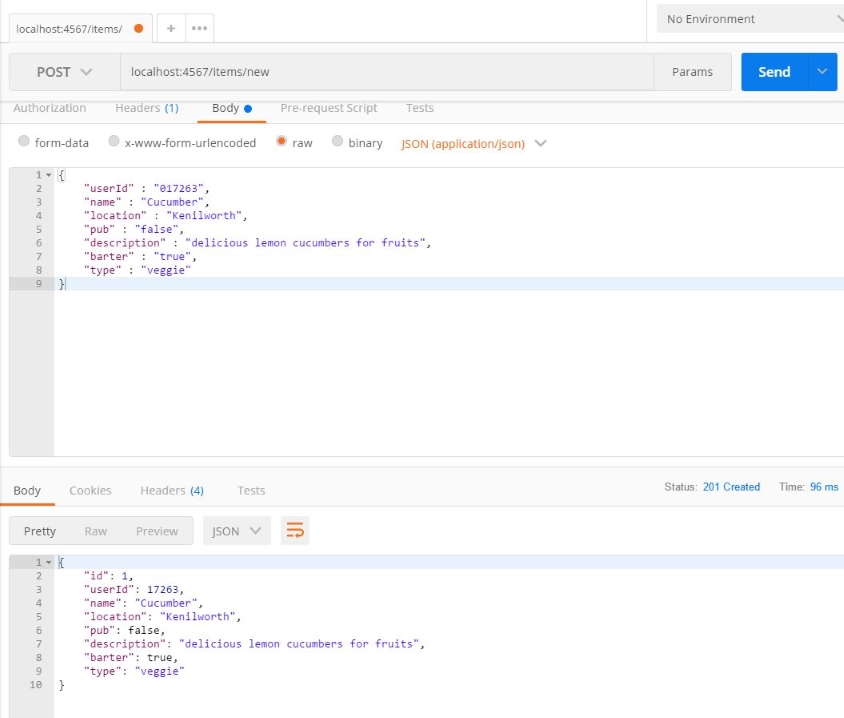 localhost:4567/items/
No Environment
POST localhost:4567/items/new Params Send
Authorization Headers (1) Body Pre-request Script Tests
form-data x-www-form-urlencoded raw binary JSON (application/json)
1 {
2 "userId" : "017263",
3 "name" : "Cucumber",
4 "location" : "Kenilworth",
5 "pub" : "false",
6 "description" : "delicious lemon cucumbers for fruits",
7 "barter" : "true",
8 "type" : "veggie"
9 }
Body Cookies Headers (4) Tests Status: 201 Created Time: 96 ms
Pretty Raw Preview JSON
1 {
2 "id": 1,
3 "userId": 17263,
4 "name": "Cucumber",
5 "location": "Kenilworth",
6 "pub": false,
7 "description": "delicious lemon cucumbers for fruits",
8 "barter": true,
9 "type": "veggie"
10 }